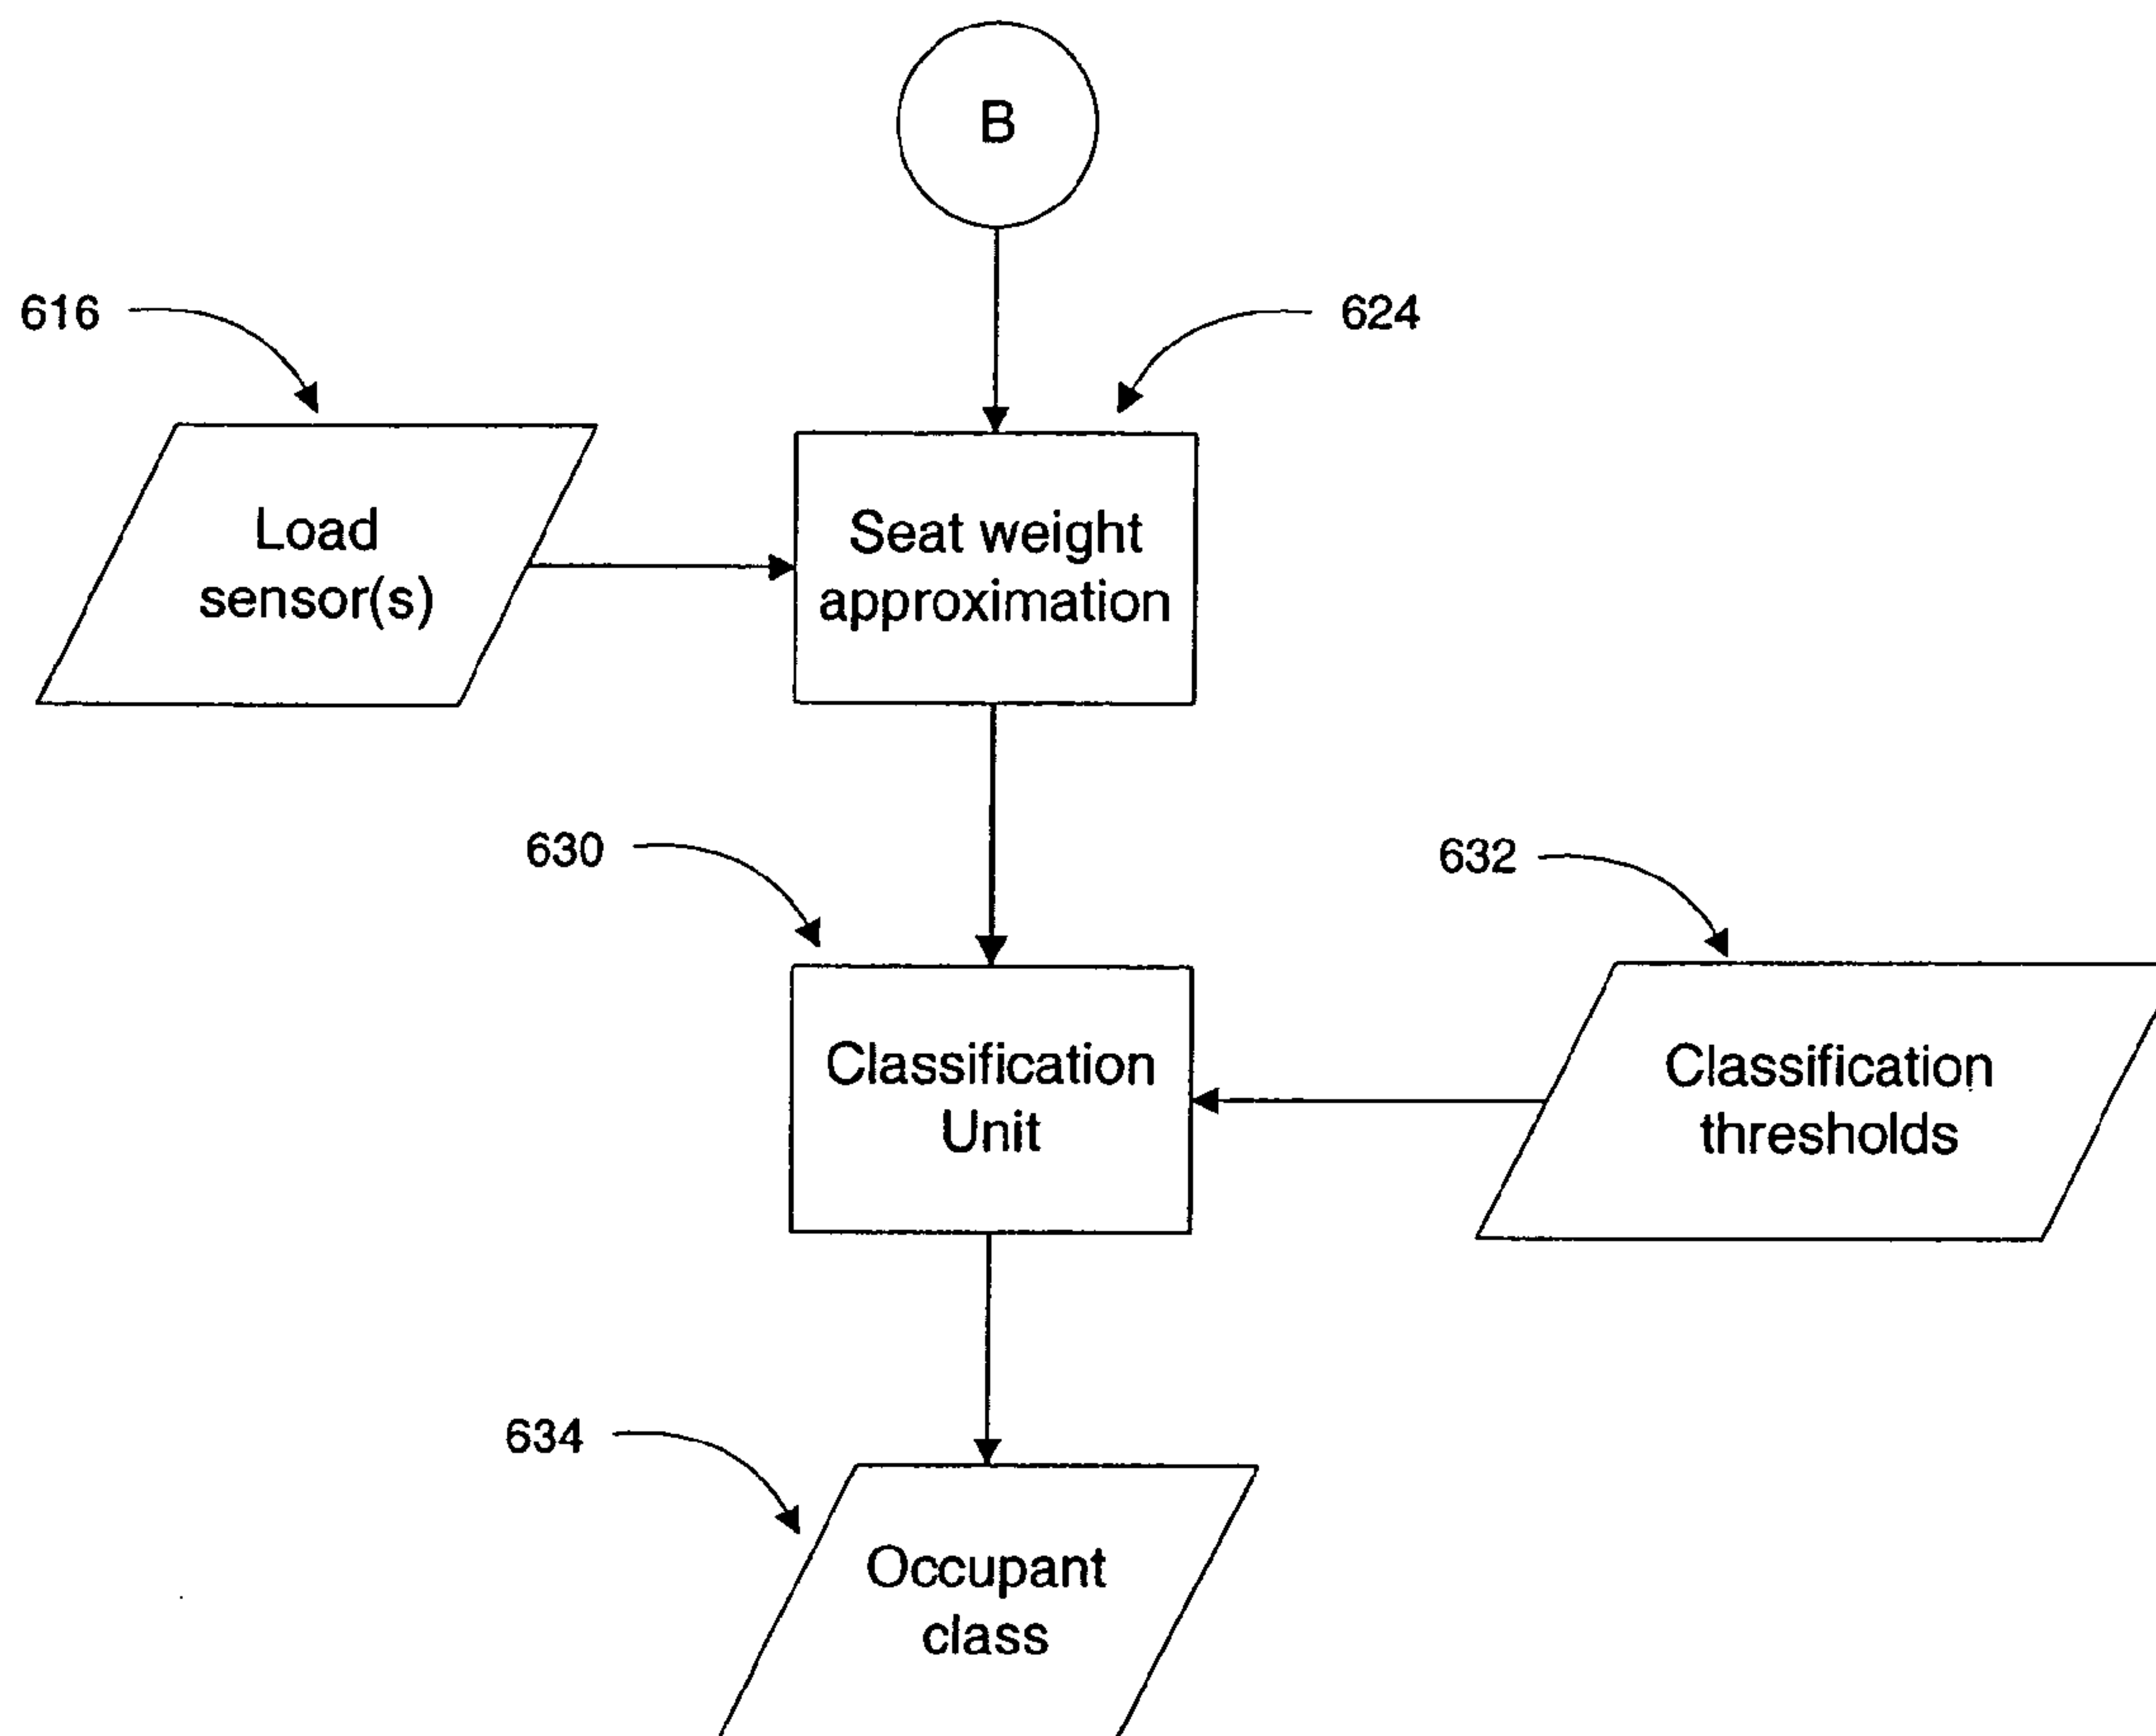 B
616
624
Load
sensor(s)
Seat weight
approximation
630
632
Classification
Unit
Classification
thresholds
634
Occupant
class